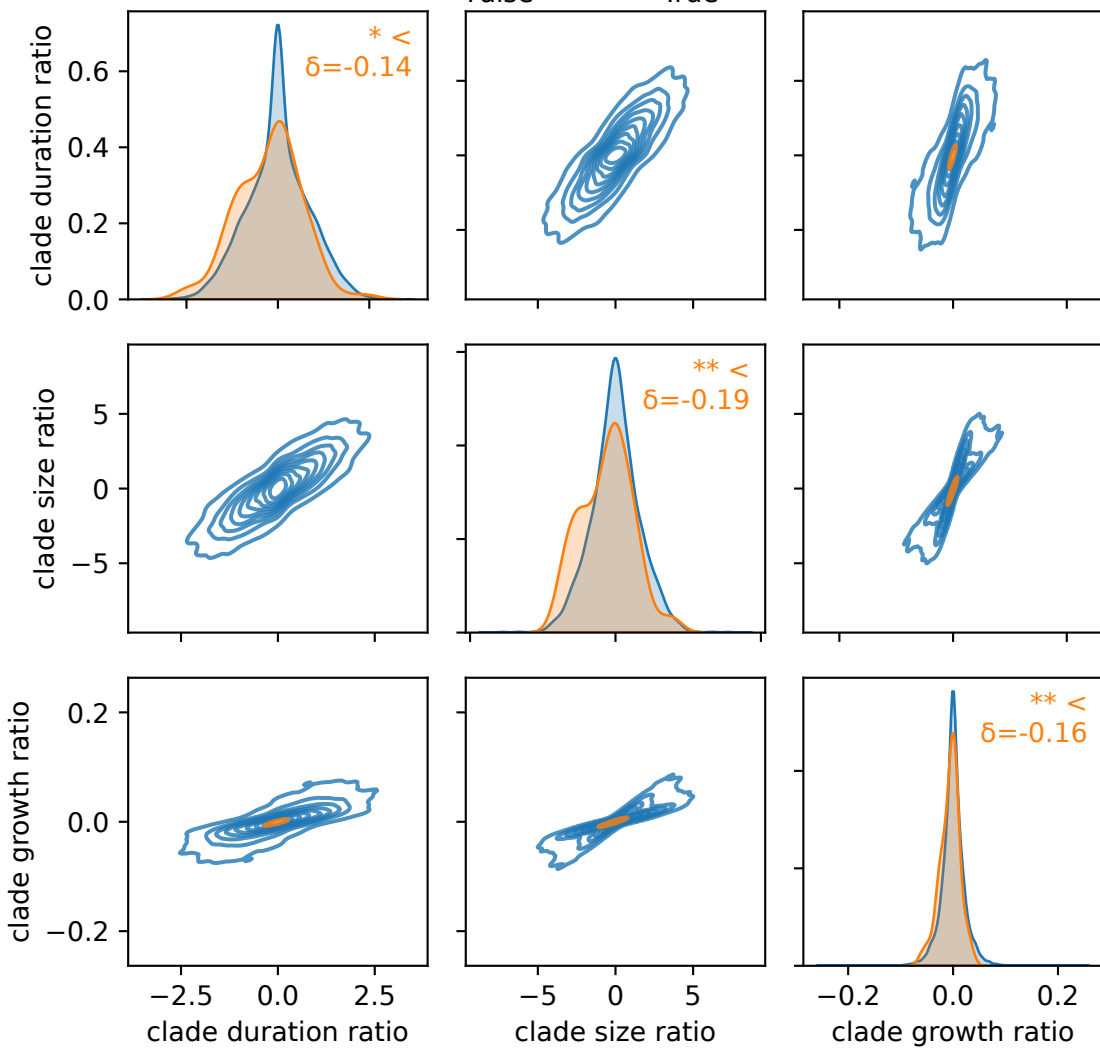 clade duration ratio
0.6
0.4
0.2
0.0
* <
δ=-0.14
clade size ratio
5
0
−5
** <
δ=-0.19
clade growth ratio
0.2
0.0
−0.2
** <
δ=-0.16
−2.5 0.0 2.5
clade duration ratio
−5 0 5
clade size ratio
−0.2 0.0 0.2
clade growth ratio